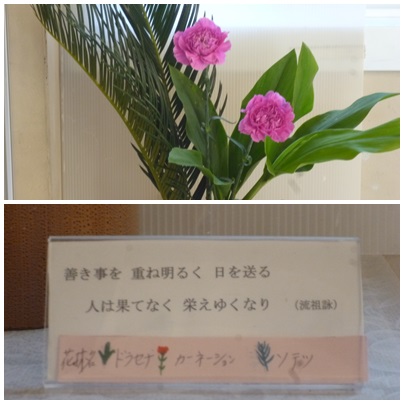 善き事を 重ね明るく 日を送る
人は果てなく 栄えゆくなり （流祖詠）
花材名 ドラセナ カーネーション ソテツ